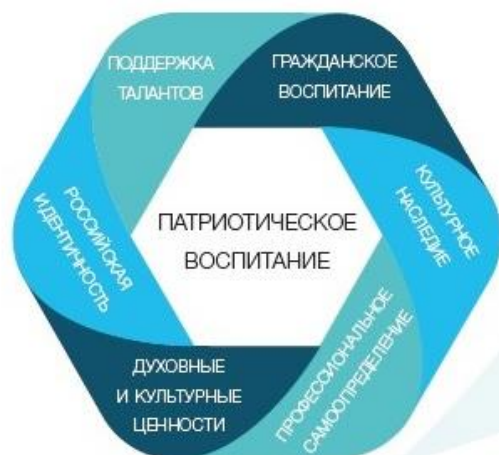 ПОДДЕРЖКА
ТАЛАНТОВ
ГРАЖДАНСКОЕ
ВОСПИТАНИЕ
КУЛЬТУРНОЕ
НАСЛЕДИЕ
ПРОФЕССИОНАЛЬНОЕ
САМООПРЕДЕЛЕНИЕ
ДУХОВНЫЕ
И КУЛЬТУРНЫЕ
ЦЕННОСТИ
РОССИЙСКАЯ
ИДЕНТИЧНОСТЬ
ПАТРИОТИЧЕСКОЕ
ВОСПИТАНИЕ